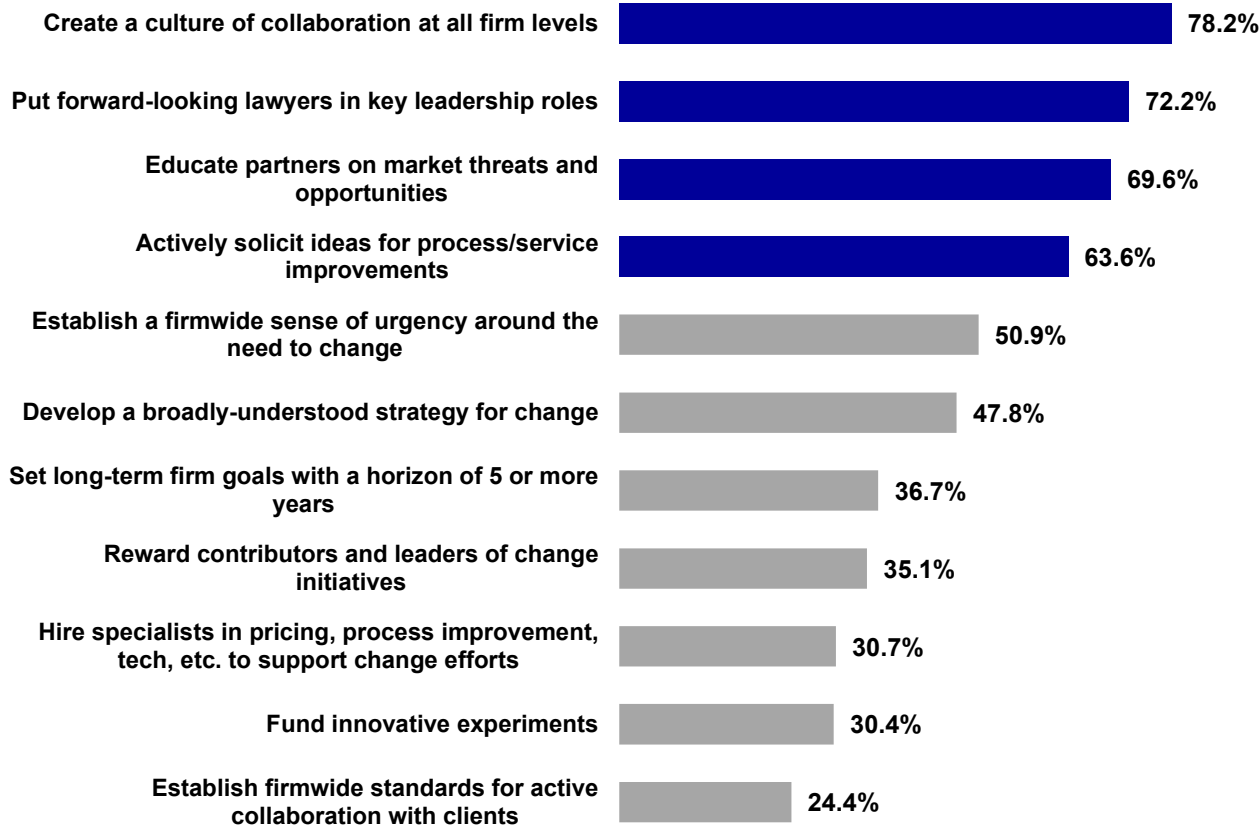 Create a culture of collaboration at all firm levels 78.2%
Put forward-looking lawyers in key leadership roles 72.2%
Educate partners on market threats and
opportunities 69.6%
Actively solicit ideas for process/service
improvements 63.6%
Establish a firmwide sense of urgency around the
need to change 50.9%
Develop a broadly-understood strategy for change 47.8%
Set long-term firm goals with a horizon of 5 or more
years 36.7%
Reward contributors and leaders of change
initiatives 35.1%
Hire specialists in pricing, process improvement,
tech, etc. to support change efforts 30.7%
Fund innovative experiments 30.4%
Establish firmwide standards for active
collaboration with clients 24.4%